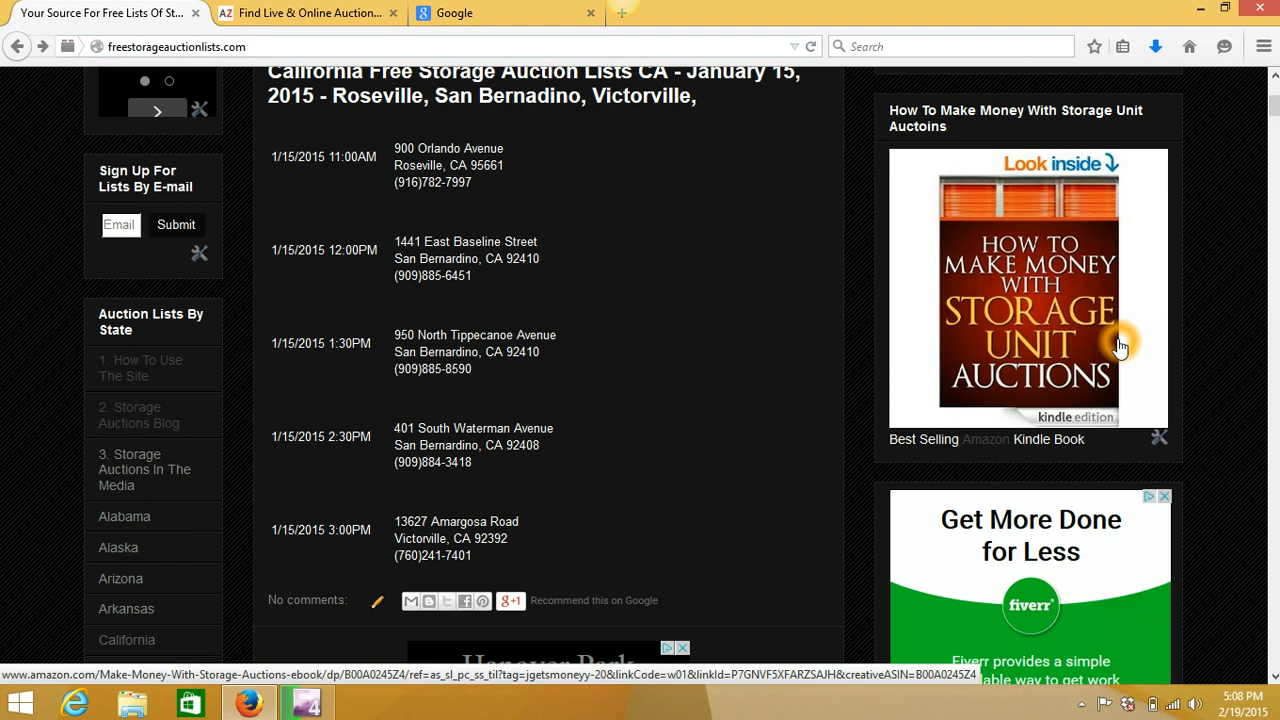 Your Source For Free Lists Of St... ×
AZ Find Live & Online Auction... ×
Google ×
freestorageauctionlists.com
Search
California Free Storage Auction Lists CA - January 15,
2015 - Roseville, San Bernadino, Victorville,
1/15/2015 11:00AM
900 Orlando Avenue
Roseville, CA 95661
(916)782-7997
1/15/2015 12:00PM
1441 East Baseline Street
San Bernardino, CA 92410
(909)885-6451
1/15/2015 1:30PM
950 North Tippecanoe Avenue
San Bernardino, CA 92410
(909)885-8590
1/15/2015 2:30PM
401 South Waterman Avenue
San Bernardino, CA 92408
(909)884-3418
1/15/2015 3:00PM
13627 Amargosa Road
Victorville, CA 92392
(760)241-7401
No comments:
g+1 Recommend this on Google
Sign Up For
Lists By E-mail
Email Submit
Auction Lists By
State
1. How To Use
The Site
2. Storage
Auctions Blog
3. Storage
Auctions In The
Media
Alabama
Alaska
Arizona
Arkansas
California
How To Make Money With Storage Unit
Auctoins
Look inside
HOW TO
MAKE MONEY
WITH
STORAGE
UNIT
AUCTIONS
kindle edition
Best Selling Amazon Kindle Book
Get More Done
for Less
fiverr
Fiverr provides a simple
way to get work
www.amazon.com/Make-Money-With-Storage-Auctions-ebook/dp/B00A0245Z4/ref=as_sl_pc_ss_til?tag=jgetsmoneyy-20&linkCode=w01&linkId=P7GNVF5XFARZSAJH&creativeASIN=B00A0245Z4
4
5:08 PM
2/19/2015